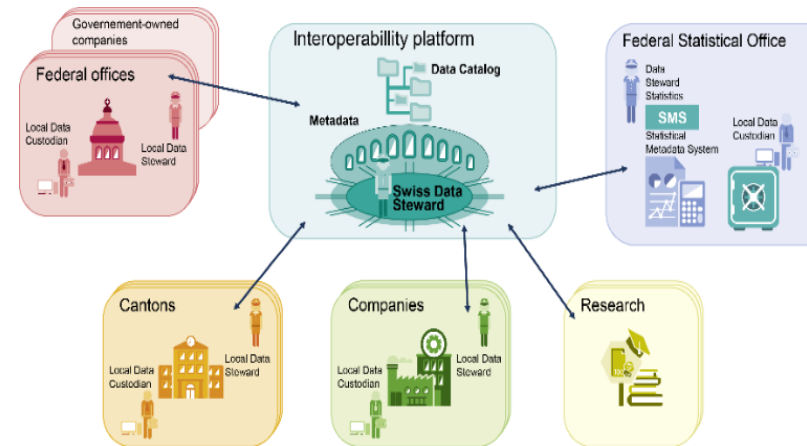 Governement-owned
companies
Federal offices
Local Data
Custodian
Local Data
Steward
Interoperabillity platform
Data Catalog
Metadata
Swiss Data
Steward
Federal Statistical Office
Data
Steward
Statistics
SMS
Statistical
Metadata System
Local Data
Custodian
Cantons
Local Data
Custodian
Local Data
Steward
Companies
Local Data
Custodian
Local Data
Steward
Research